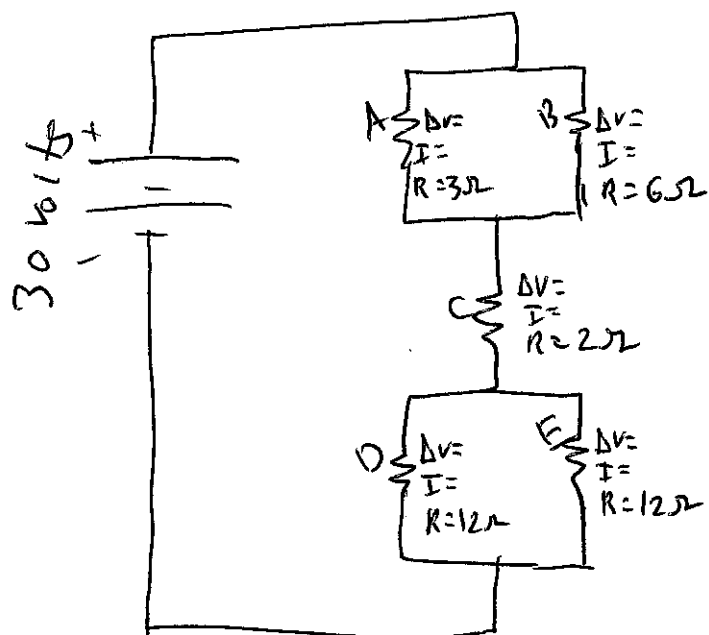 30 volts
+
-
A ΔV=
I=
R=3Ω
B ΔV=
I=
R=6Ω
C ΔV=
I=
R=2Ω
D ΔV=
I=
R=12Ω
E ΔV=
I=
R=12Ω